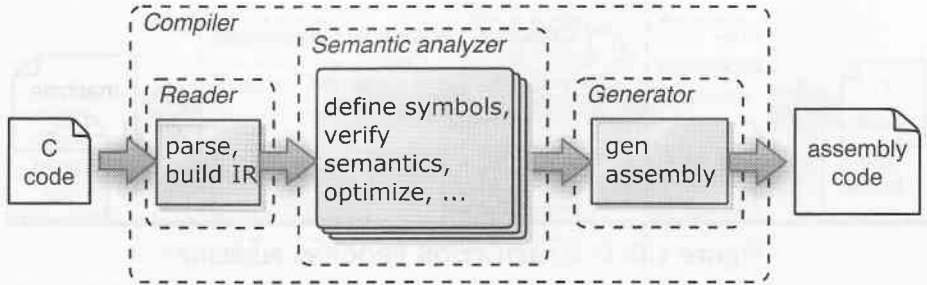 Compiler
Semantic analyzer
Reader
Generator
C
code
parse,
build IR
define symbols,
verify
semantics,
optimize, ...
gen
assembly
assembly
code